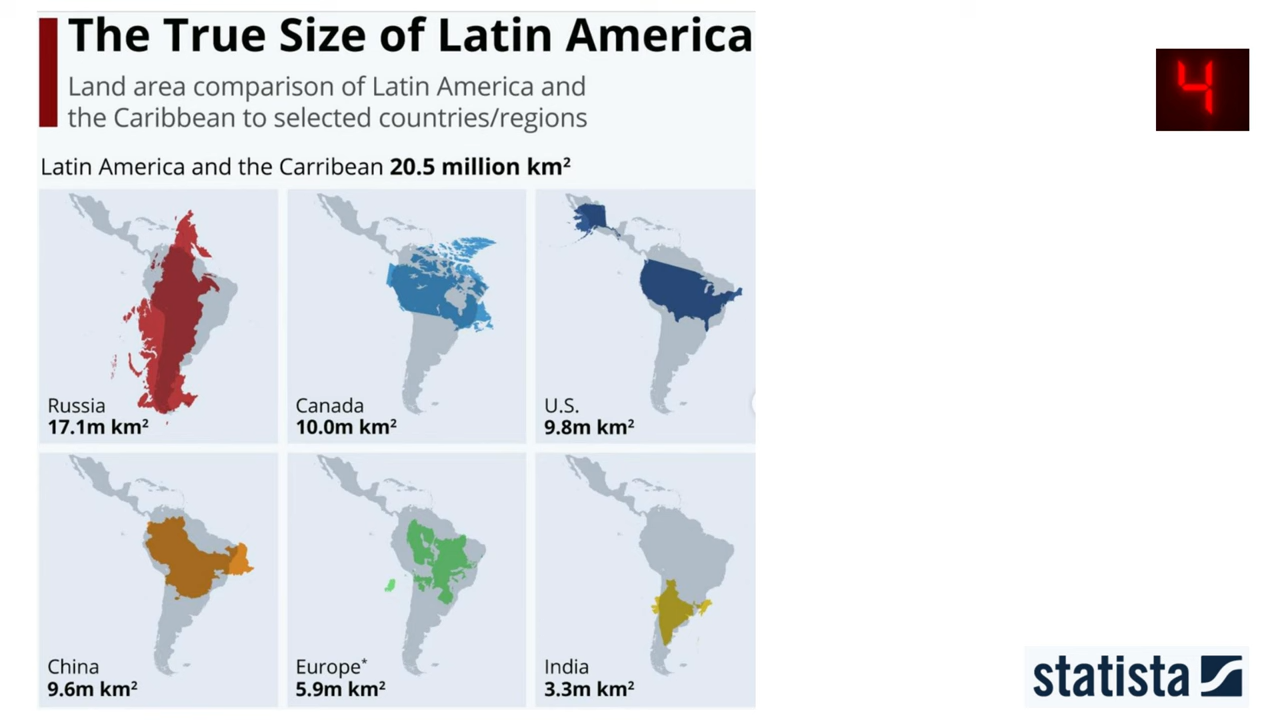 The True Size of Latin America
Land area comparison of Latin America and
the Caribbean to selected countries/regions
Latin America and the Carribean 20.5 million km²
Russia
17.1m km²
Canada
10.0m km²
U.S.
9.8m km²
China
9.6m km²
Europe*
5.9m km²
India
3.3m km²
4
statista